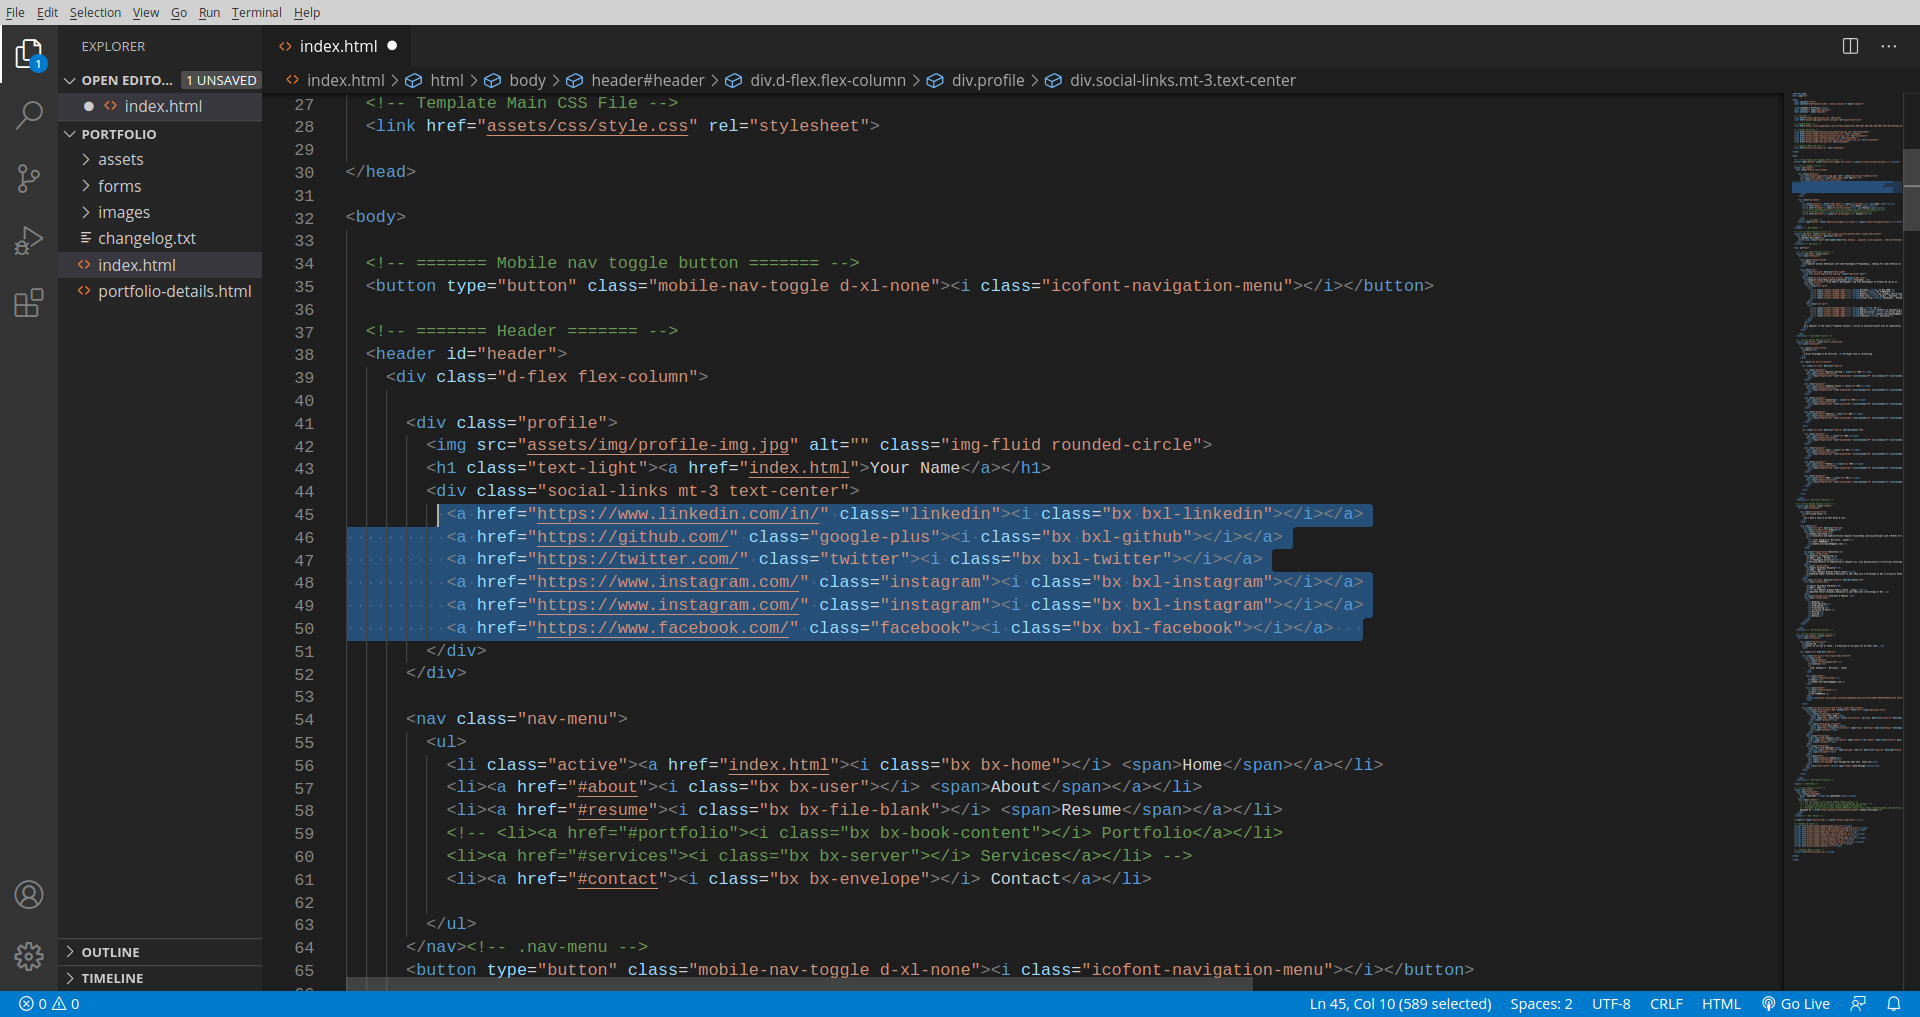 File Edit Selection View Go Run Terminal Help
EXPLORER
OPEN EDITO... 1 UNSAVED
index.html
PORTFOLIO
assets
forms
images
changelog.txt
index.html
portfolio-details.html
OUTLINE
TIMELINE
1
index.html
index.html > html > body > header#header > div.d-flex.flex-column > div.profile > div.social-links.mt-3.text-center
27 <!-- Template Main CSS File -->
28 <link href="assets/css/style.css" rel="stylesheet">
29
30 </head>
31
32 <body>
33
34 <!-- ======= Mobile nav toggle button ======= -->
35 <button type="button" class="mobile-nav-toggle d-xl-none"><i class="icofont-navigation-menu"></i></button>
36
37 <!-- ======= Header ======= -->
38 <header id="header">
39 <div class="d-flex flex-column">
40
41 <div class="profile">
42 <img src="assets/img/profile-img.jpg" alt="" class="img-fluid rounded-circle">
43 <h1 class="text-light"><a href="index.html">Your Name</a></h1>
44 <div class="social-links mt-3 text-center">
45 <a href="https://www.linkedin.com/in/" class="linkedin"><i class="bx bxl-linkedin"></i></a>
46 <a href="https://github.com/" class="google-plus"><i class="bx bxl-github"></i></a>
47 <a href="https://twitter.com/" class="twitter"><i class="bx bxl-twitter"></i></a>
48 <a href="https://www.instagram.com/" class="instagram"><i class="bx bxl-instagram"></i></a>
49 <a href="https://www.instagram.com/" class="instagram"><i class="bx bxl-instagram"></i></a>
50 <a href="https://www.facebook.com/" class="facebook"><i class="bx bxl-facebook"></i></a>
51 </div>
52 </div>
53
54 <nav class="nav-menu">
55 <ul>
56 <li class="active"><a href="index.html"><i class="bx bx-home"></i> <span>Home</span></a></li>
57 <li><a href="#about"><i class="bx bx-user"></i> <span>About</span></a></li>
58 <li><a href="#resume"><i class="bx bx-file-blank"></i> <span>Resume</span></a></li>
59 <!-- <li><a href="#portfolio"><i class="bx bx-book-content"></i> Portfolio</a></li>
60 <li><a href="#services"><i class="bx bx-server"></i> Services</a></li> -->
61 <li><a href="#contact"><i class="bx bx-envelope"></i> Contact</a></li>
62
63 </ul>
64 </nav><!-- .nav-menu -->
65 <button type="button" class="mobile-nav-toggle d-xl-none"><i class="icofont-navigation-menu"></i></button>
0 0 Ln 45, Col 10 (589 selected) Spaces: 2 UTF-8 CRLF HTML Go Live